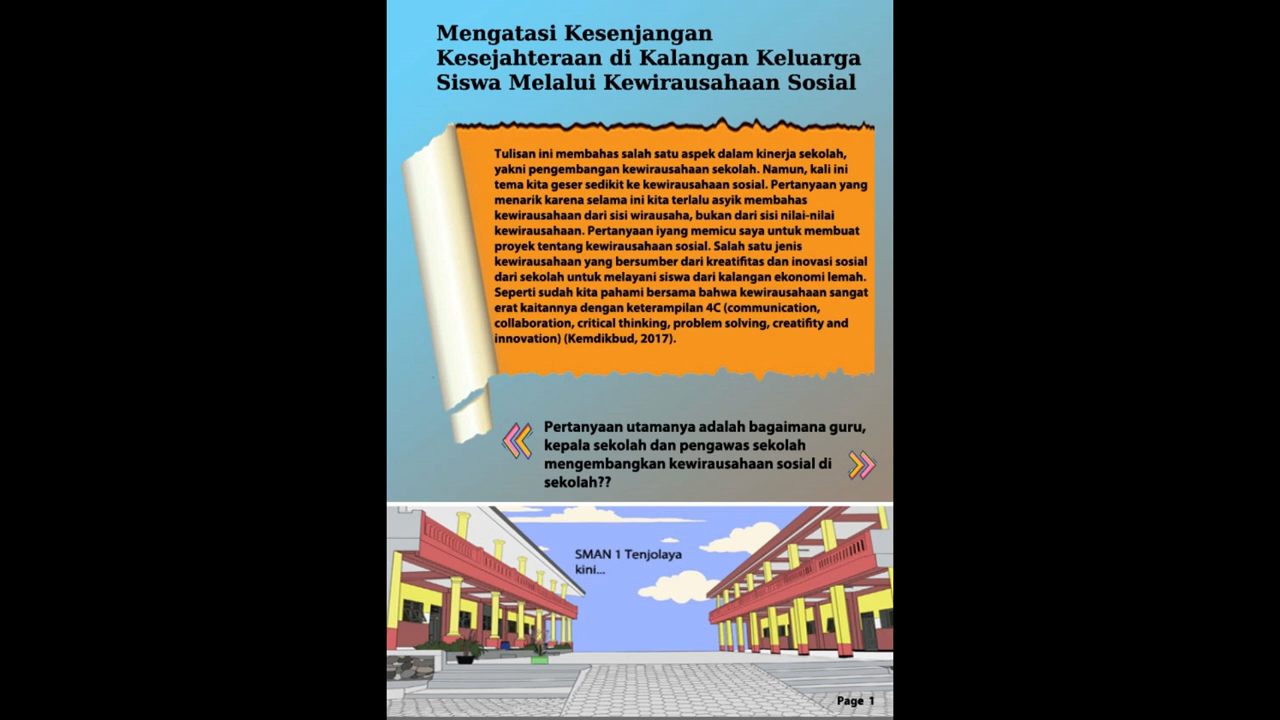 Mengatasi Kesenjangan
Kesejahteraan di Kalangan Keluarga
Siswa Melalui Kewirausahaan Sosial
Tulisan ini membahas salah satu aspek dalam kinerja sekolah,
yakni pengembangan kewirausahaan sekolah. Namun, kali ini
tema kita geser sedikit ke kewirausahaan sosial. Pertanyaan yang
menarik karena selama ini kita terlalu asyik membahas
kewirausahaan dari sisi wirausaha, bukan dari sisi nilai-nilai
kewirausahaan. Pertanyaan iyang memicu saya untuk membuat
proyek tentang kewirausahaan sosial. Salah satu jenis
kewirausahaan yang bersumber dari kreatifitas dan inovasi sosial
dari sekolah untuk melayani siswa dari kalangan ekonomi lemah.
Seperti sudah kita pahami bersama bahwa kewirausahaan sangat
erat kaitannya dengan keterampilan 4C (communication,
collaboration, critical thinking, problem solving, creatifity and
innovation) (Kemdikbud, 2017).
Pertanyaan utamanya adalah bagaimana guru,
kepala sekolah dan pengawas sekolah
mengembangkan kewirausahaan sosial di
sekolah??
SMAN 1 Tenjolaya
kini...
Page 1